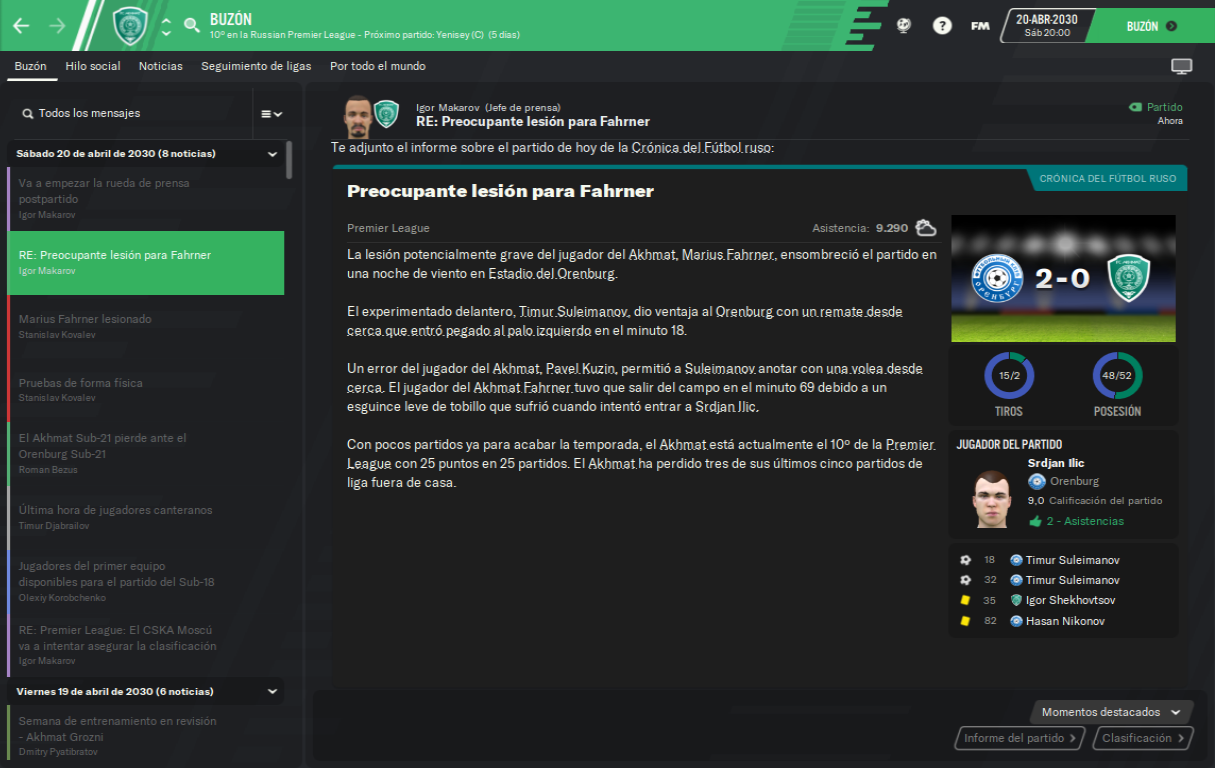 BUZÓN
10º en la Russian Premier League - Próximo partido: Yenisey (C) (5 días)
?
FM
20-ABR-2030
Sáb 20:00
BUZÓN
Buzón
Hilo social
Noticias
Seguimiento de ligas
Por todo el mundo
Todos los mensajes
Sábado 20 de abril de 2030 (8 noticias)
Va a empezar la rueda de prensa
postpartido
Igor Makarov
RE: Preocupante lesión para Fahrner
Igor Makarov
Marius Fahrner lesionado
Stanislav Kovalev
Pruebas de forma física
Stanislav Kovalev
El Akhmat Sub-21 pierde ante el
Orenburg Sub-21
Roman Bezus
Última hora de jugadores canteranos
Timur Djabrailov
Jugadores del primer equipo
disponibles para el partido del Sub-18
Olexiy Korobchenko
RE: Premier League: El CSKA Moscú
va a intentar asegurar la clasificación
Igor Makarov
Viernes 19 de abril de 2030 (6 noticias)
Semana de entrenamiento en revisión
- Akhmat Grozni
Dmitry Pyatibratov
Igor Makarov (Jefe de prensa)
RE: Preocupante lesión para Fahrner
Partido
Ahora
Te adjunto el informe sobre el partido de hoy de la Crónica del Fútbol ruso:
CRÓNICA DEL FÚTBOL RUSO
Preocupante lesión para Fahrner
Premier League
Asistencia: 9.290
La lesión potencialmente grave del jugador del Akhmat, Marius Fahrner, ensombreció el partido en
una noche de viento en Estadio del Orenburg.
El experimentado delantero, Timur Suleimanov, dio ventaja al Orenburg con un remate desde
cerca que entró pegado al palo izquierdo en el minuto 18.
Un error del jugador del Akhmat, Pavel Kuzin, permitió a Suleimanov anotar con una volea desde
cerca. El jugador del Akhmat Fahrner tuvo que salir del campo en el minuto 69 debido a un
esguince leve de tobillo que sufrió cuando intentó entrar a Srdjan Ilic.
Con pocos partidos ya para acabar la temporada, el Akhmat está actualmente el 10º de la Premier
League con 25 puntos en 25 partidos. El Akhmat ha perdido tres de sus últimos cinco partidos de
liga fuera de casa.
2-0
15/2
48/52
TIROS
POSESIÓN
JUGADOR DEL PARTIDO
Srdjan Ilic
Orenburg
9,0 Calificación del partido
2 - Asistencias
18 Timur Suleimanov
32 Timur Suleimanov
35 Igor Shekhovtsov
82 Hasan Nikonov
Momentos destacados
Informe del partido
Clasificación